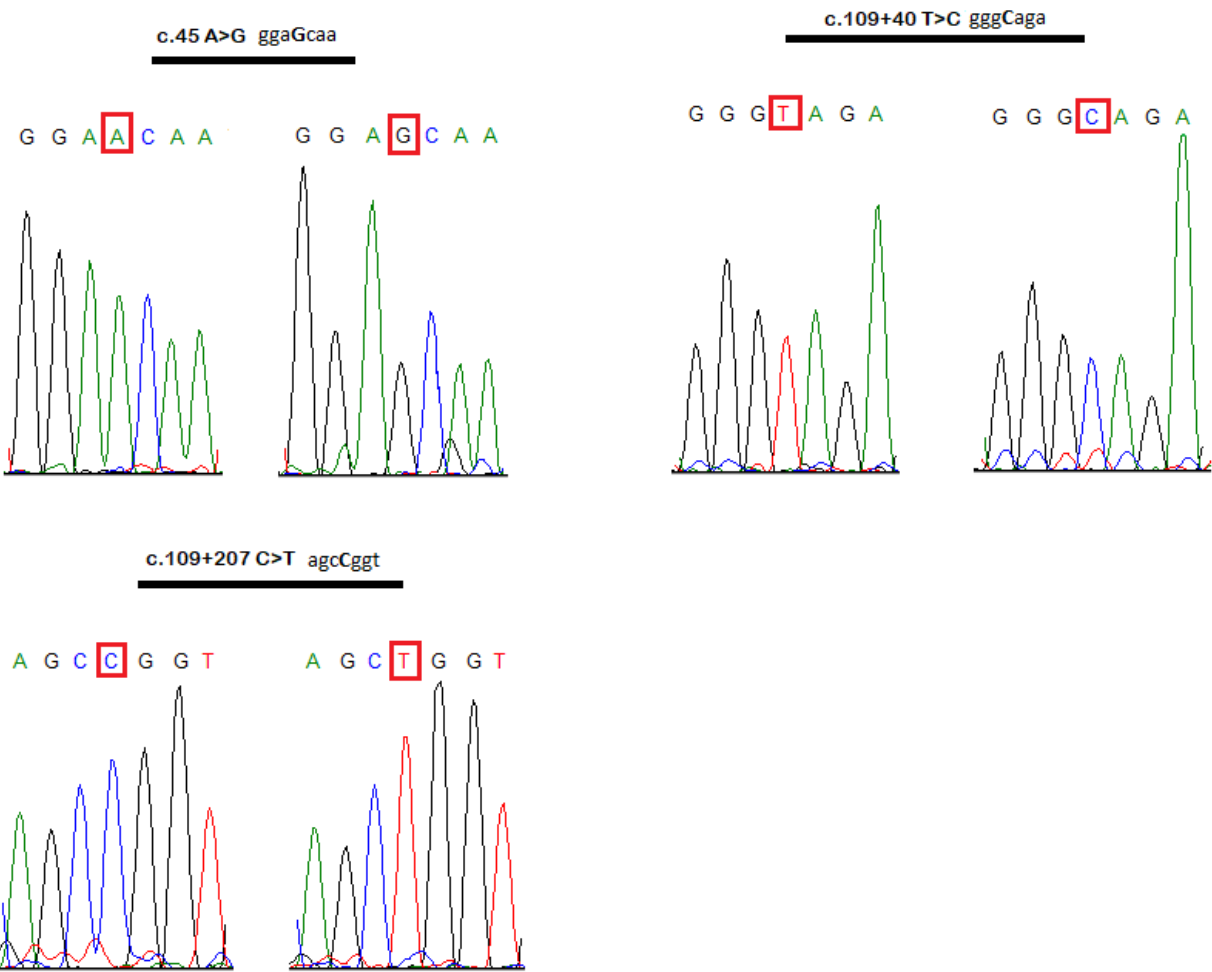 c.45 A>G ggaGcaa
G G A A C A A
G G A G C A A
c.109+40 T>C gggCaga
G G G T A G A
G G G C A G A
c.109+207 C>T agcCggt
A G C C G G T
A G C T G G T